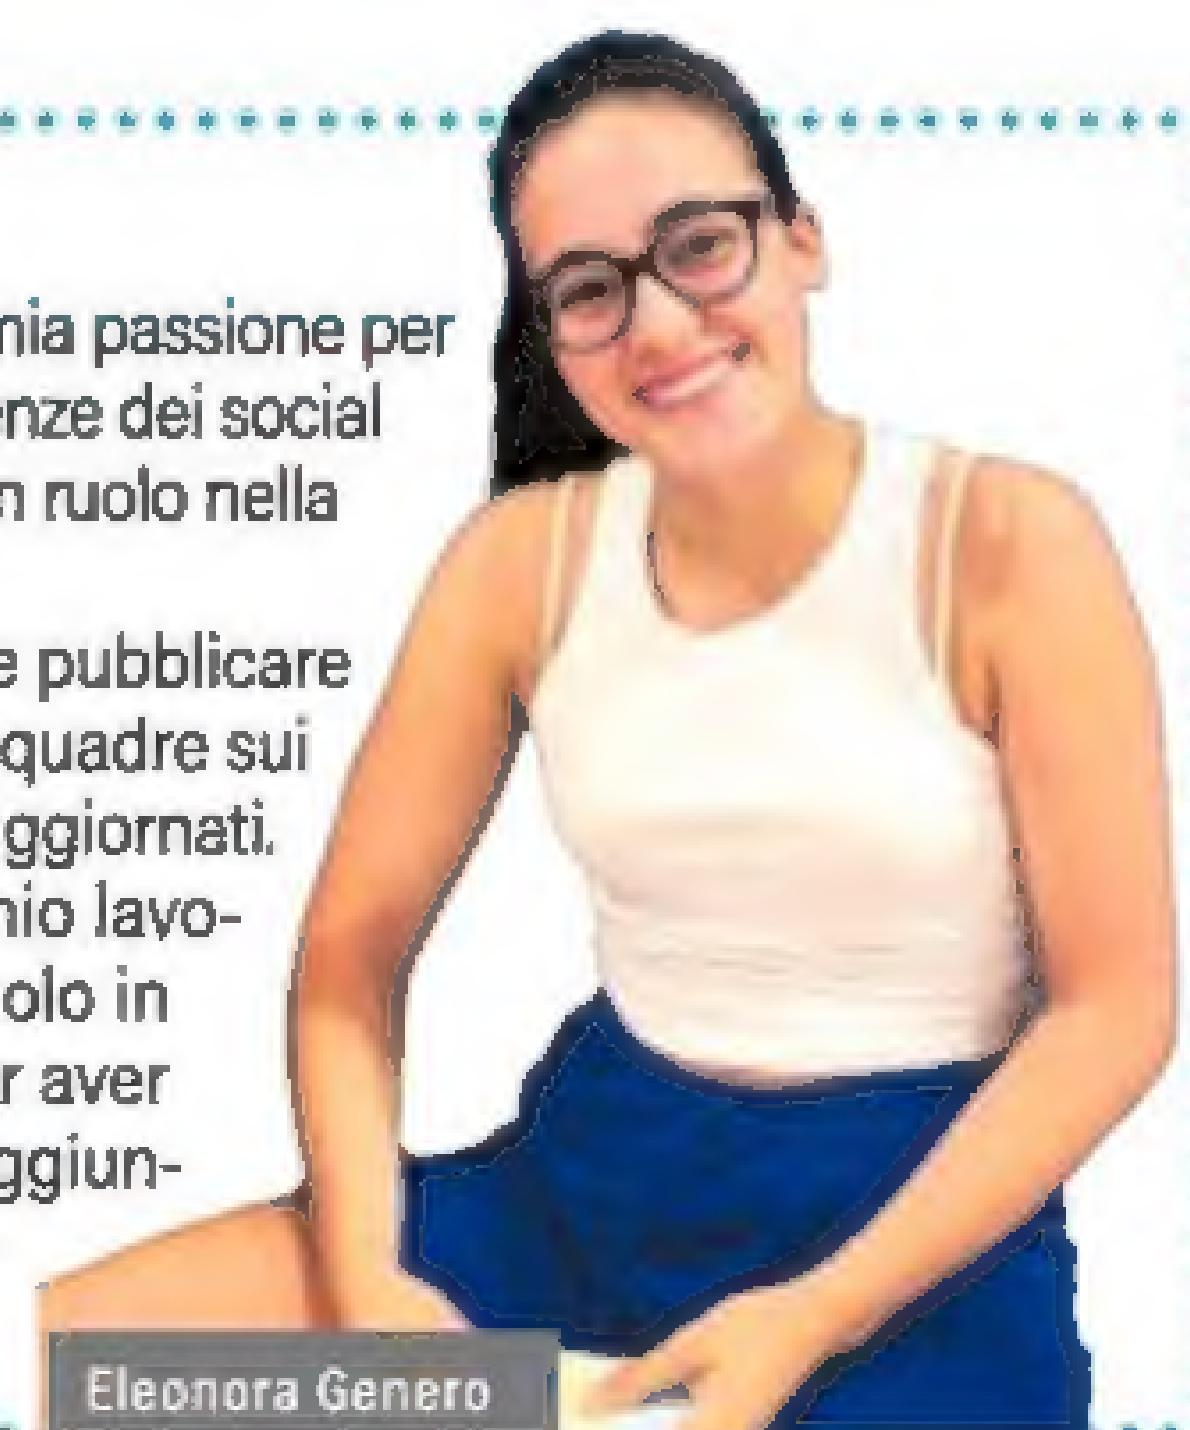 mia passione per
enze dei social
n ruolo nella
e pubblicare
quadre sui
ggiornati.
mio lavo-
olo in
r aver
ggiun-
Eleonora Genero